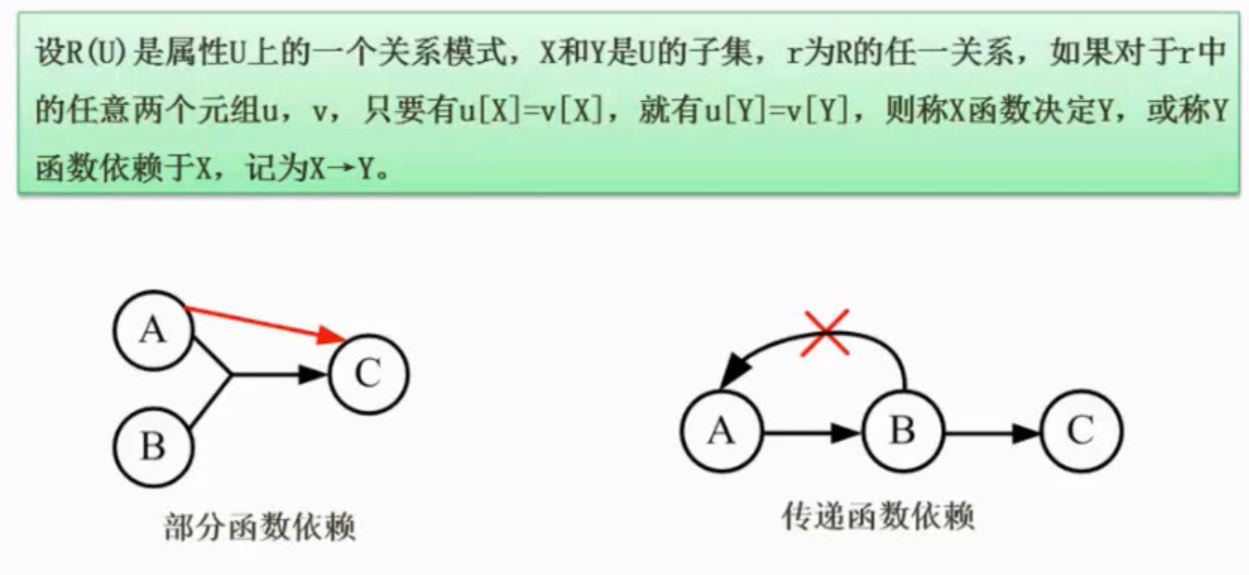 设R(U)是属性U上的一个关系模式，X和Y是U的子集，r为R的任一关系，如果对于r中
的任意两个元组u，v，只要有u[X]=v[X]，就有u[Y]=v[Y]，则称X函数决定Y，或称Y
函数依赖于X，记为X→Y。
A
C
B
部分函数依赖
A
B
C
传递函数依赖